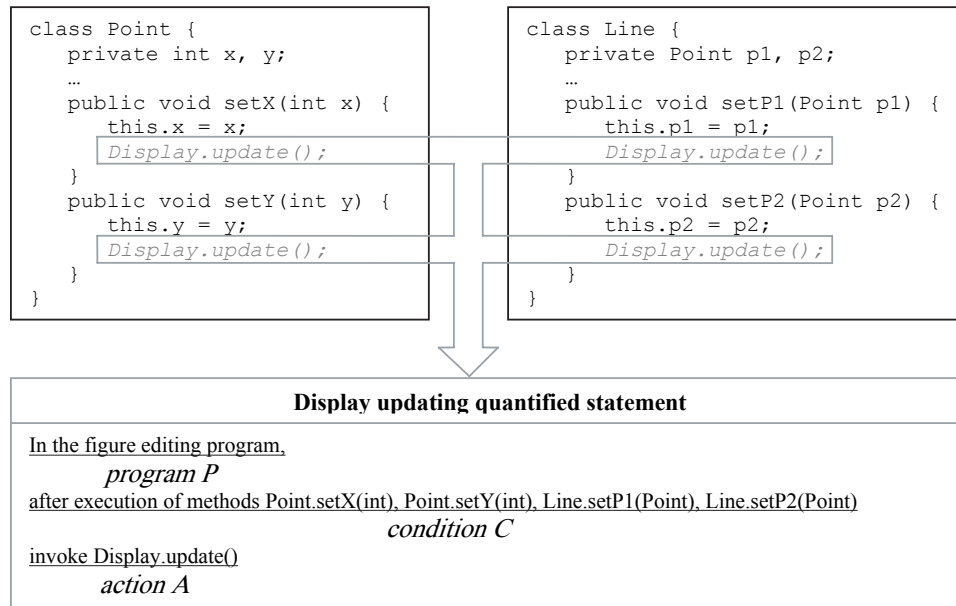 class Point {
private int x, y;
…
public void setX(int x) {
this.x = x;
Display.update();
}
public void setY(int y) {
this.y = y;
Display.update();
}
}
class Line {
private Point p1, p2;
…
public void setP1(Point p1) {
this.p1 = p1;
Display.update();
}
public void setP2(Point p2) {
this.p2 = p2;
Display.update();
}
}
Display updating quantified statement
In the figure editing program,
program P
after execution of methods Point.setX(int), Point.setY(int), Line.setP1(Point), Line.setP2(Point)
condition C
invoke Display.update()
action A